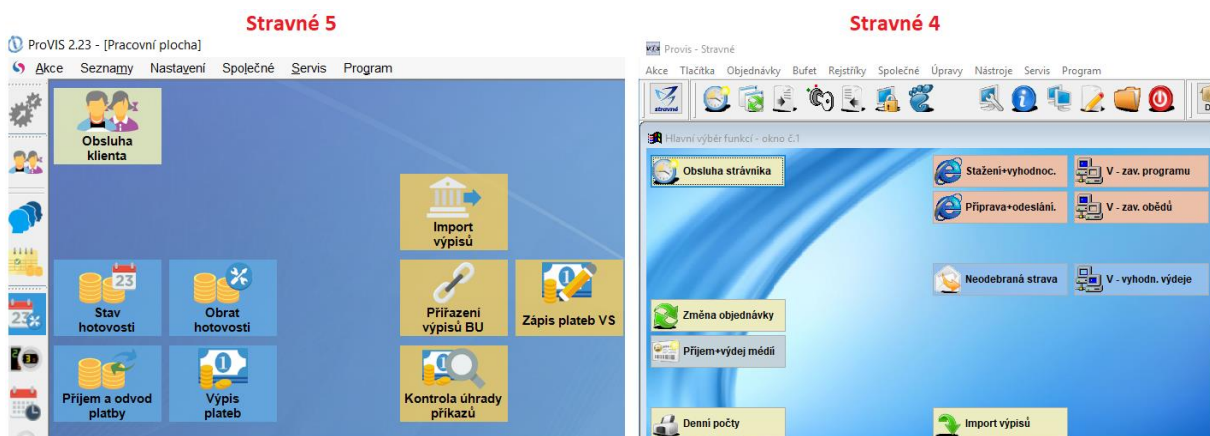 Stravné 5
ProVIS 2.23 - [Pracovní plocha]
Akce Seznamy Nastavení Společné Servis Program
Obsluha
klienta
Import
výpisů
23
Stav
hotovosti
Obrat
hotovosti
Přiřazení
výpisů BU
Zápis plateb VS
Příjem a odvod
platby
Výpis
plateb
Kontrola úhrady
příkazů
Stravné 4
Provis - Stravné
Akce Tlačítka Objednávky Bufet Rejstříky Společné Úpravy Nástroje Servis Program
stravné
Hlavní výběr funkcí - okno č.1
Obsluha strávníka
Stažení+vyhodnoc.
V - zav. programu
Příprava+odeslání.
V - zav. obědů
Neodebraná strava
V - vyhodn. výdeje
Změna objednávky
Příjem+výdej médií
Denní počty
Import výpisů